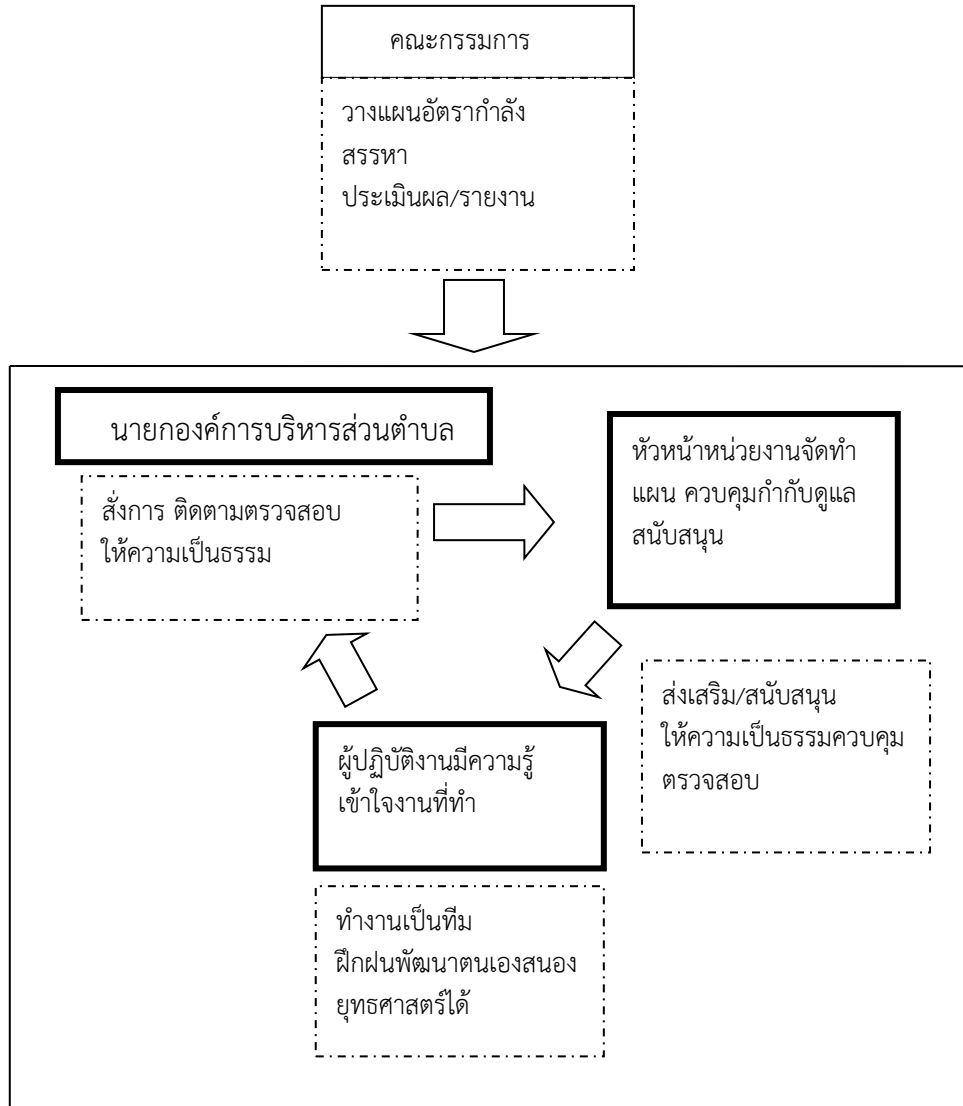 คณะกรรมการ
วางแผนอัตรากำลัง
สรรหา
ประเมินผล/รายงาน
นายกองค์การบริหารส่วนตำบล
สั่งการ ติดตามตรวจสอบ
ให้ความเป็นธรรม
หัวหน้าหน่วยงานจัดทำ
แผน ควบคุมกำกับดูแล
สนับสนุน
ส่งเสริม/สนับสนุน
ให้ความเป็นธรรมควบคุม
ตรวจสอบ
ผู้ปฏิบัติงานมีความรู้
เข้าใจงานที่ทำ
ทำงานเป็นทีม
ฝึกฝนพัฒนาตนเองสนอง
ยุทธศาสตร์ได้